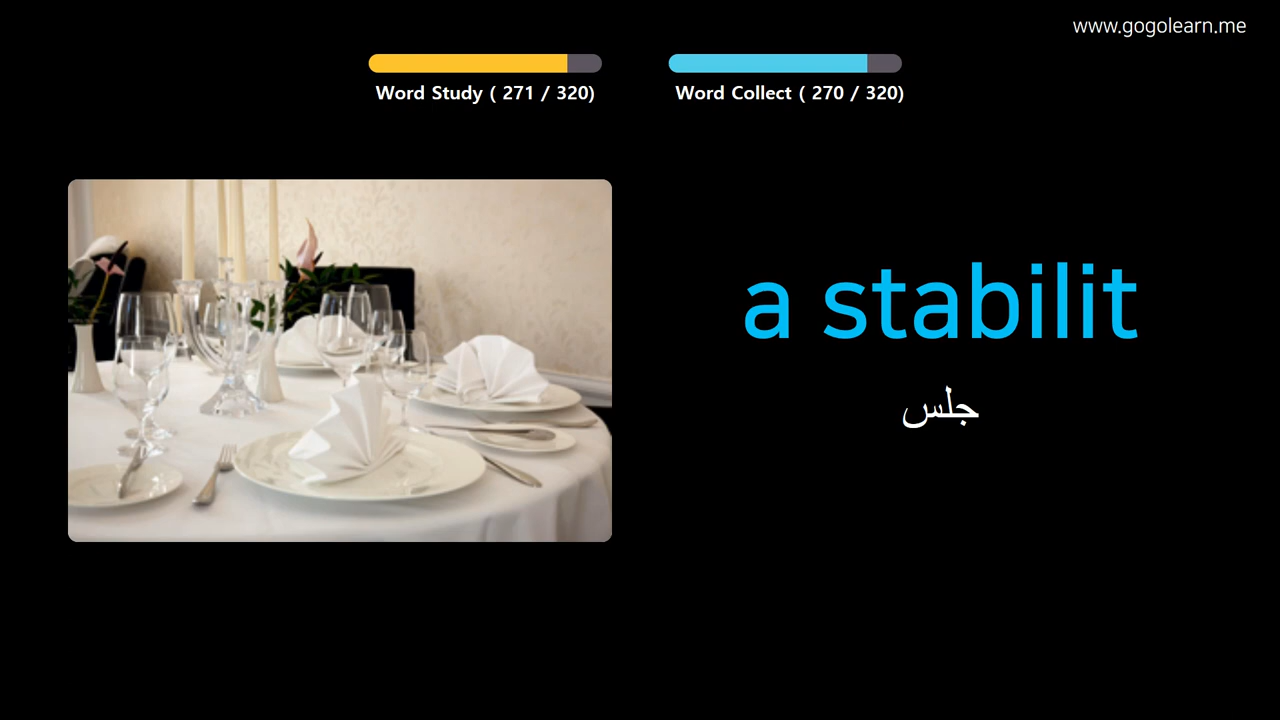 www.gogolearn.me
Word Study ( 271 / 320)
Word Collect ( 270 / 320)
a stabilit
جلس